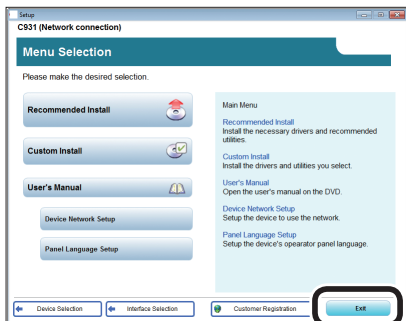 Setup
C931 (Network connection)
Menu Selection
Please make the desired selection.
Recommended Install
Custom Install
User's Manual
Device Network Setup
Panel Language Setup
Main Menu
Recommended Install
Install the necessary drivers and recommended
utilities.
Custom Install
Install the drivers and utilities you select.
User's Manual
Open the user's manual on the DVD.
Device Network Setup
Setup the device to use the network.
Panel Language Setup
Setup the device's opearator panel language.
Device Selection
Interface Selection
Customer Registration
Exit